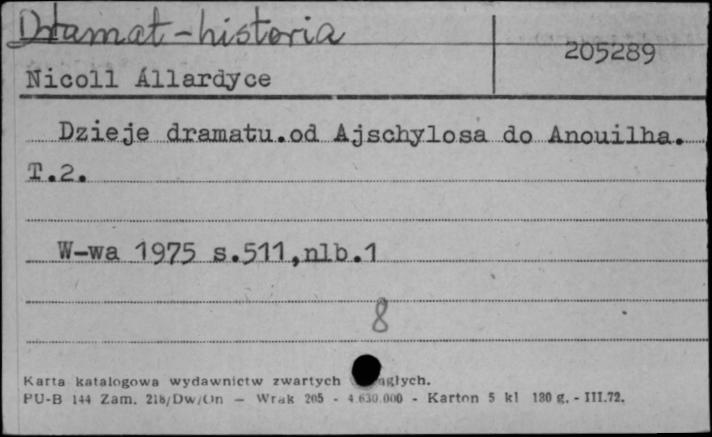 Dramat-historia
205289
Nicoll Allardyce
Dzieje dramatu.od Ajschylosa do Anouilha.
T.2.
W-wa 1975 s.511,nlb.1
8
Karta katalogowa wydawnictw zwartych
PU-B 144 Zam. 218/Dw/On — Wrak 205 - 4.630.000 - Karton 5 kl 180 g. - III.72.